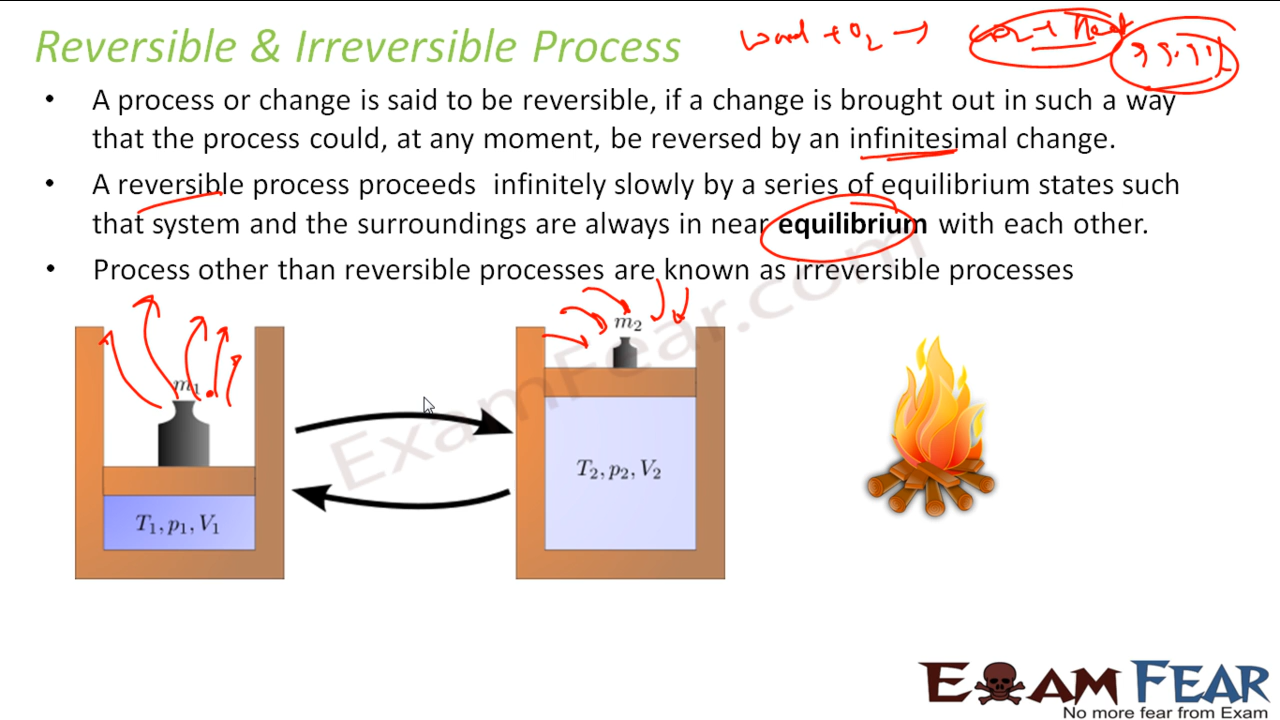 Reversible & Irreversible Process
wood + O₂ →
• A process or change is said to be reversible, if a change is brought out in such a way
that the process could, at any moment, be reversed by an infinitesimal change.
• A reversible process proceeds infinitely slowly by a series of equilibrium states such
that system and the surroundings are always in near equilibrium with each other.
• Process other than reversible processes are known as irreversible processes
m₁
m₂
T₁, p₁, V₁
T₂, p₂, V₂
ExamFear.com
EXAM FEAR
No more fear from Exam